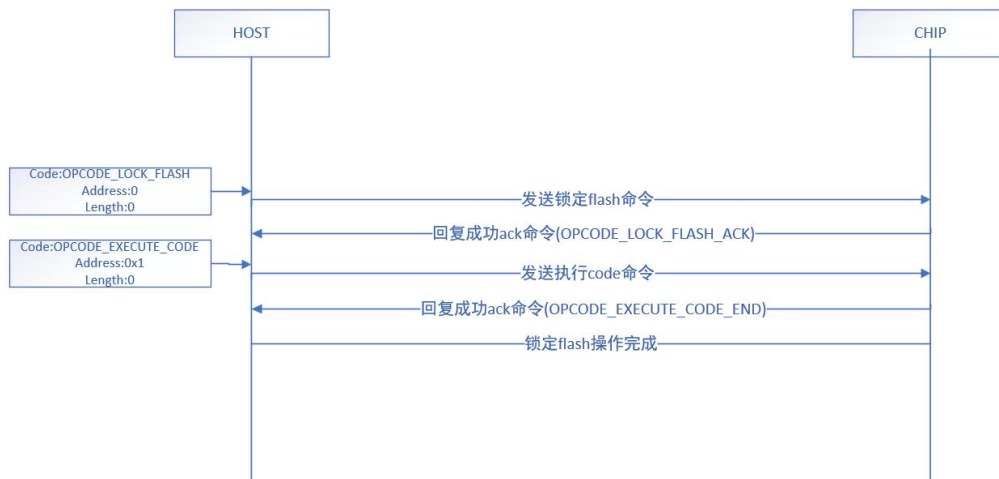 HOST
CHIP
Code:OPCODE_LOCK_FLASH
Address:0
Length:0
发送锁定flash命令
回复成功ack命令(OPCODE_LOCK_FLASH_ACK)
Code:OPCODE_EXECUTE_CODE
Address:0x1
Length:0
发送执行code命令
回复成功ack命令(OPCODE_EXECUTE_CODE_END)
锁定flash操作完成